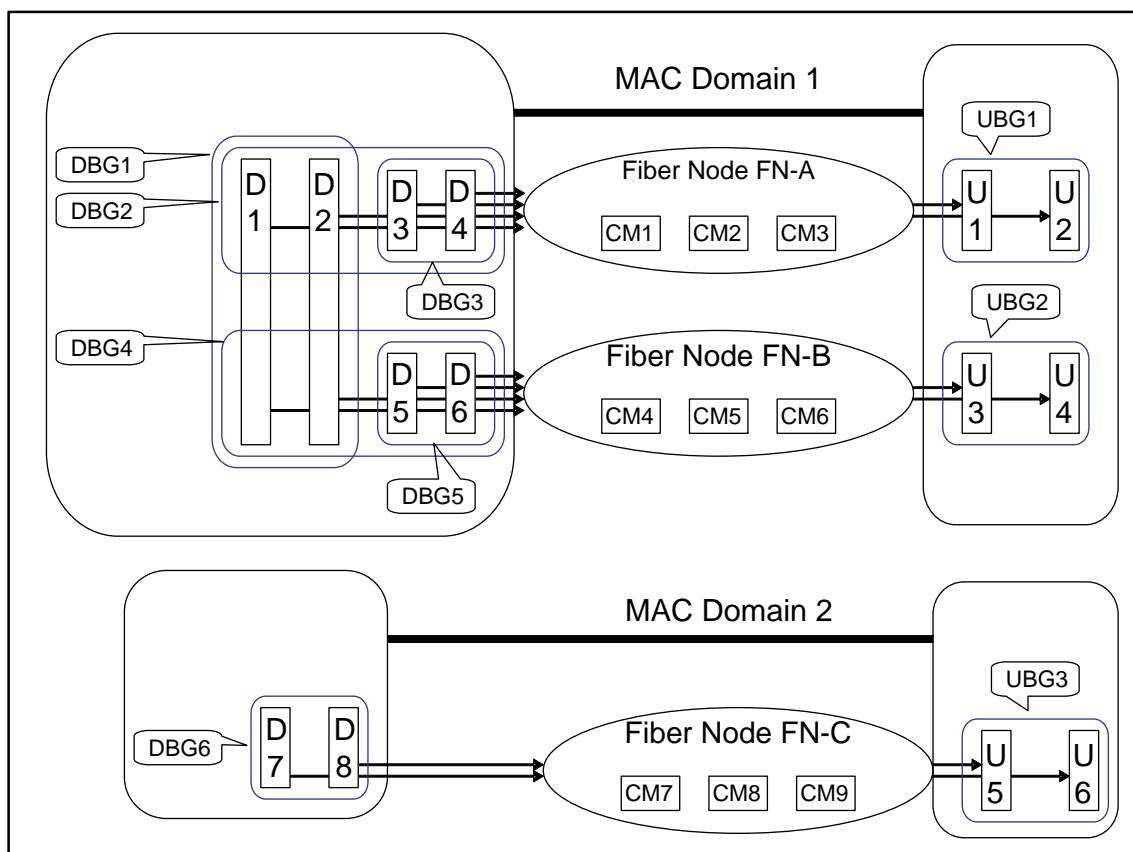 MAC Domain 1
DBG1
DBG2
DBG4
D
1
D
2
D
3
D
4
DBG3
D
5
D
6
DBG5
Fiber Node FN-A
CM1 CM2 CM3
Fiber Node FN-B
CM4 CM5 CM6
UBG1
U
1
U
2
UBG2
U
3
U
4
MAC Domain 2
DBG6
D
7
D
8
Fiber Node FN-C
CM7 CM8 CM9
UBG3
U
5
U
6